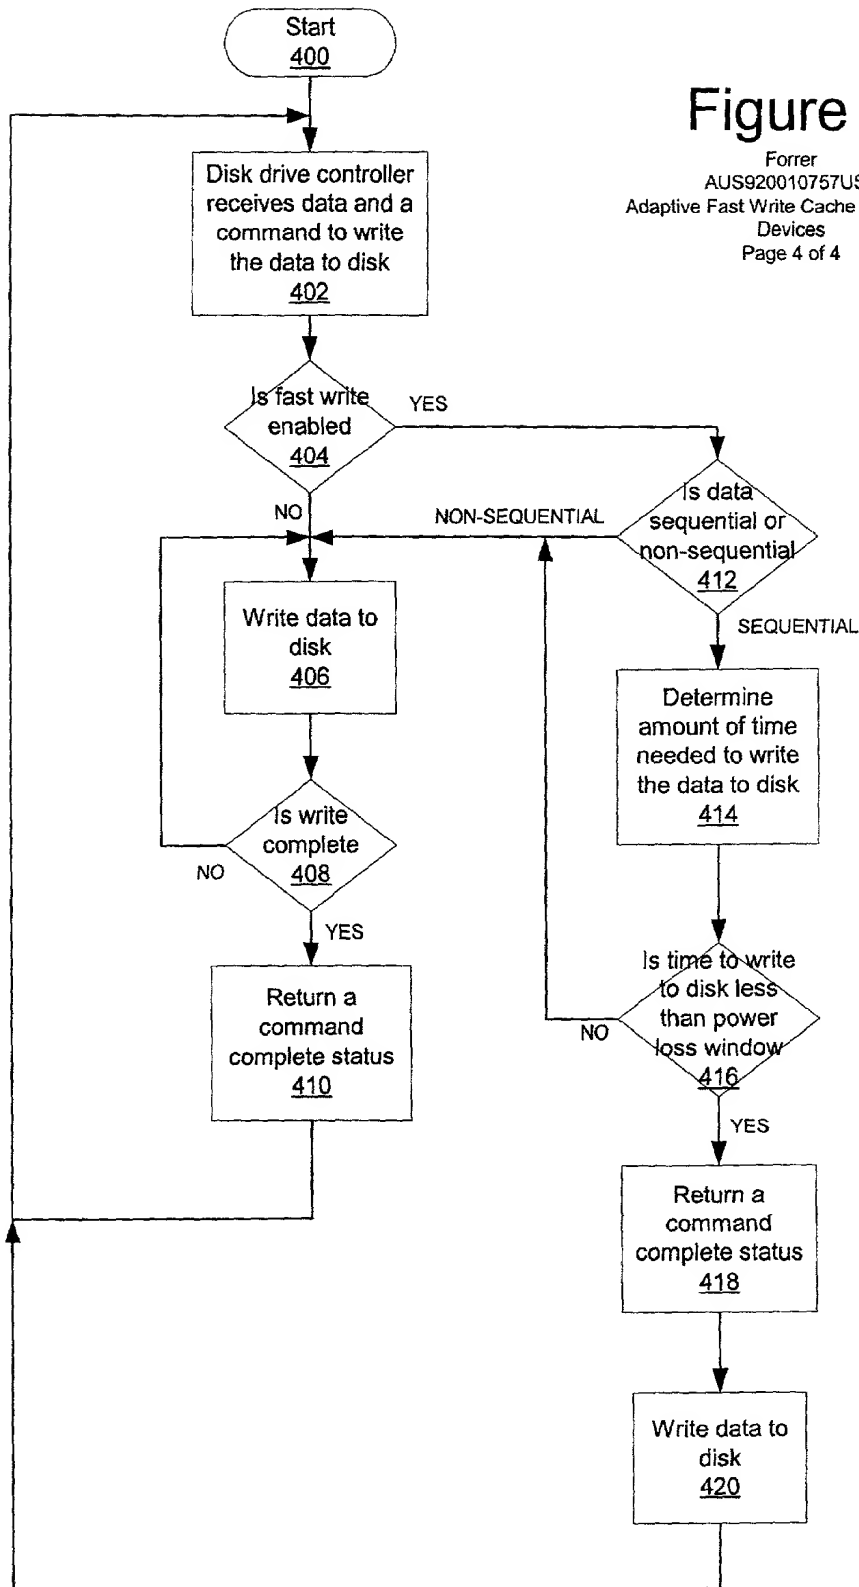 Start
400
Figure
Forrer
AUS920010757US
Adaptive Fast Write Cache
Devices
Page 4 of 4
Disk drive controller
receives data and a
command to write
the data to disk
402
Is fast write
enabled
404
YES
NO
Is data
sequential or
non-sequential
412
NON-SEQUENTIAL
SEQUENTIAL
Write data to
disk
406
Determine
amount of time
needed to write
the data to disk
414
Is write
complete
408
NO
YES
Is time to write
to disk less
than power
loss window
416
NO
YES
Return a
command
complete status
410
Return a
command
complete status
418
Write data to
disk
420